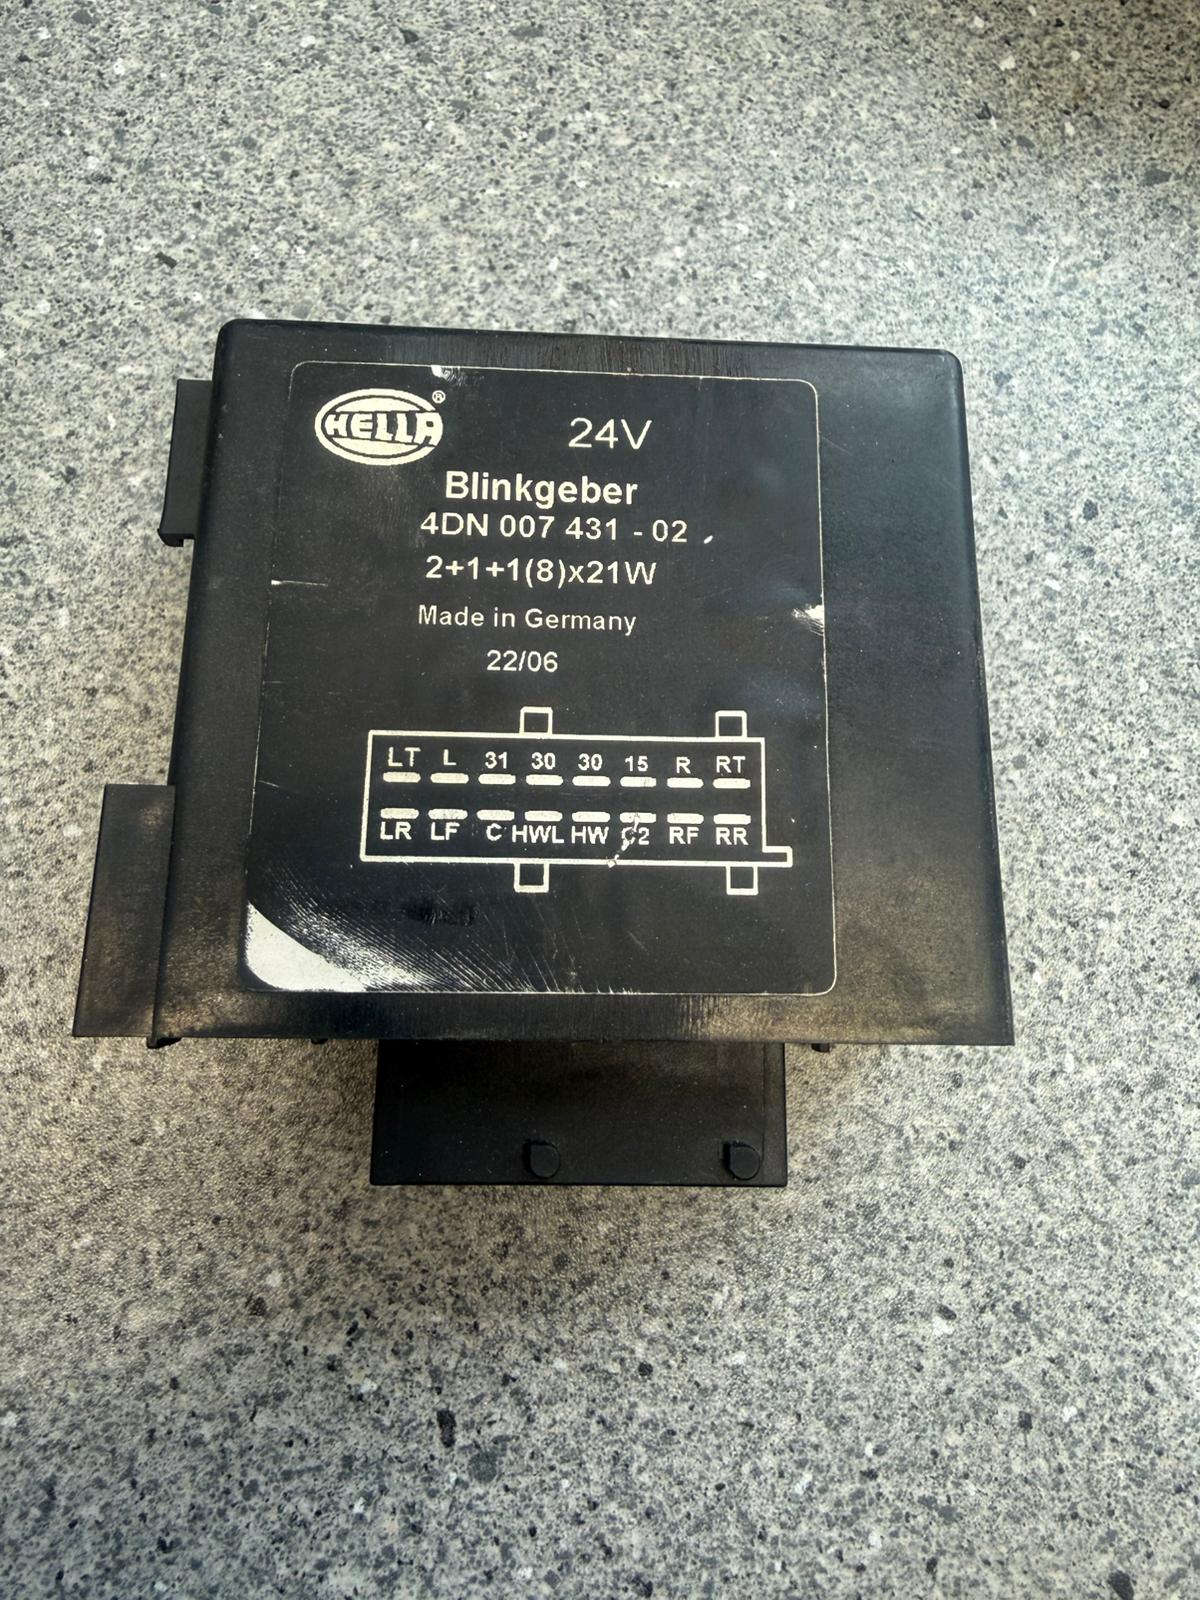 HELLA®
24V
Blinkgeber
4DN 007 431 - 02
2+1+1(8)x21W
Made in Germany
22/06
LT L 31 30 30 15 R RT
LR LF C HWL HW C2 RF RR